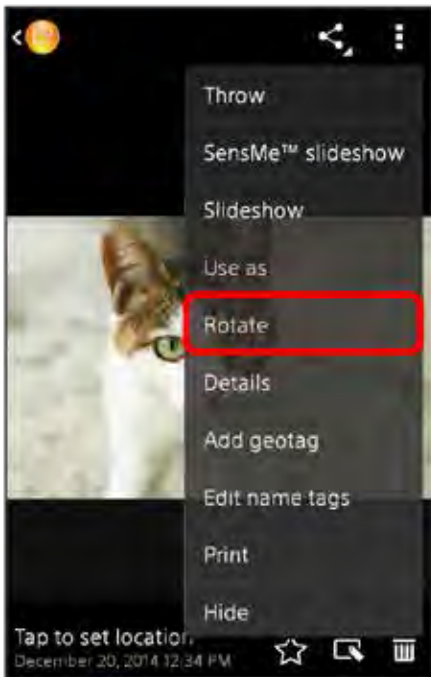 Throw
SensMe™ slideshow
Slideshow
Use as
Rotate
Details
Add geotag
Edit name tags
Print
Hide
Tap to set location
December 20, 2014 12:34 PM